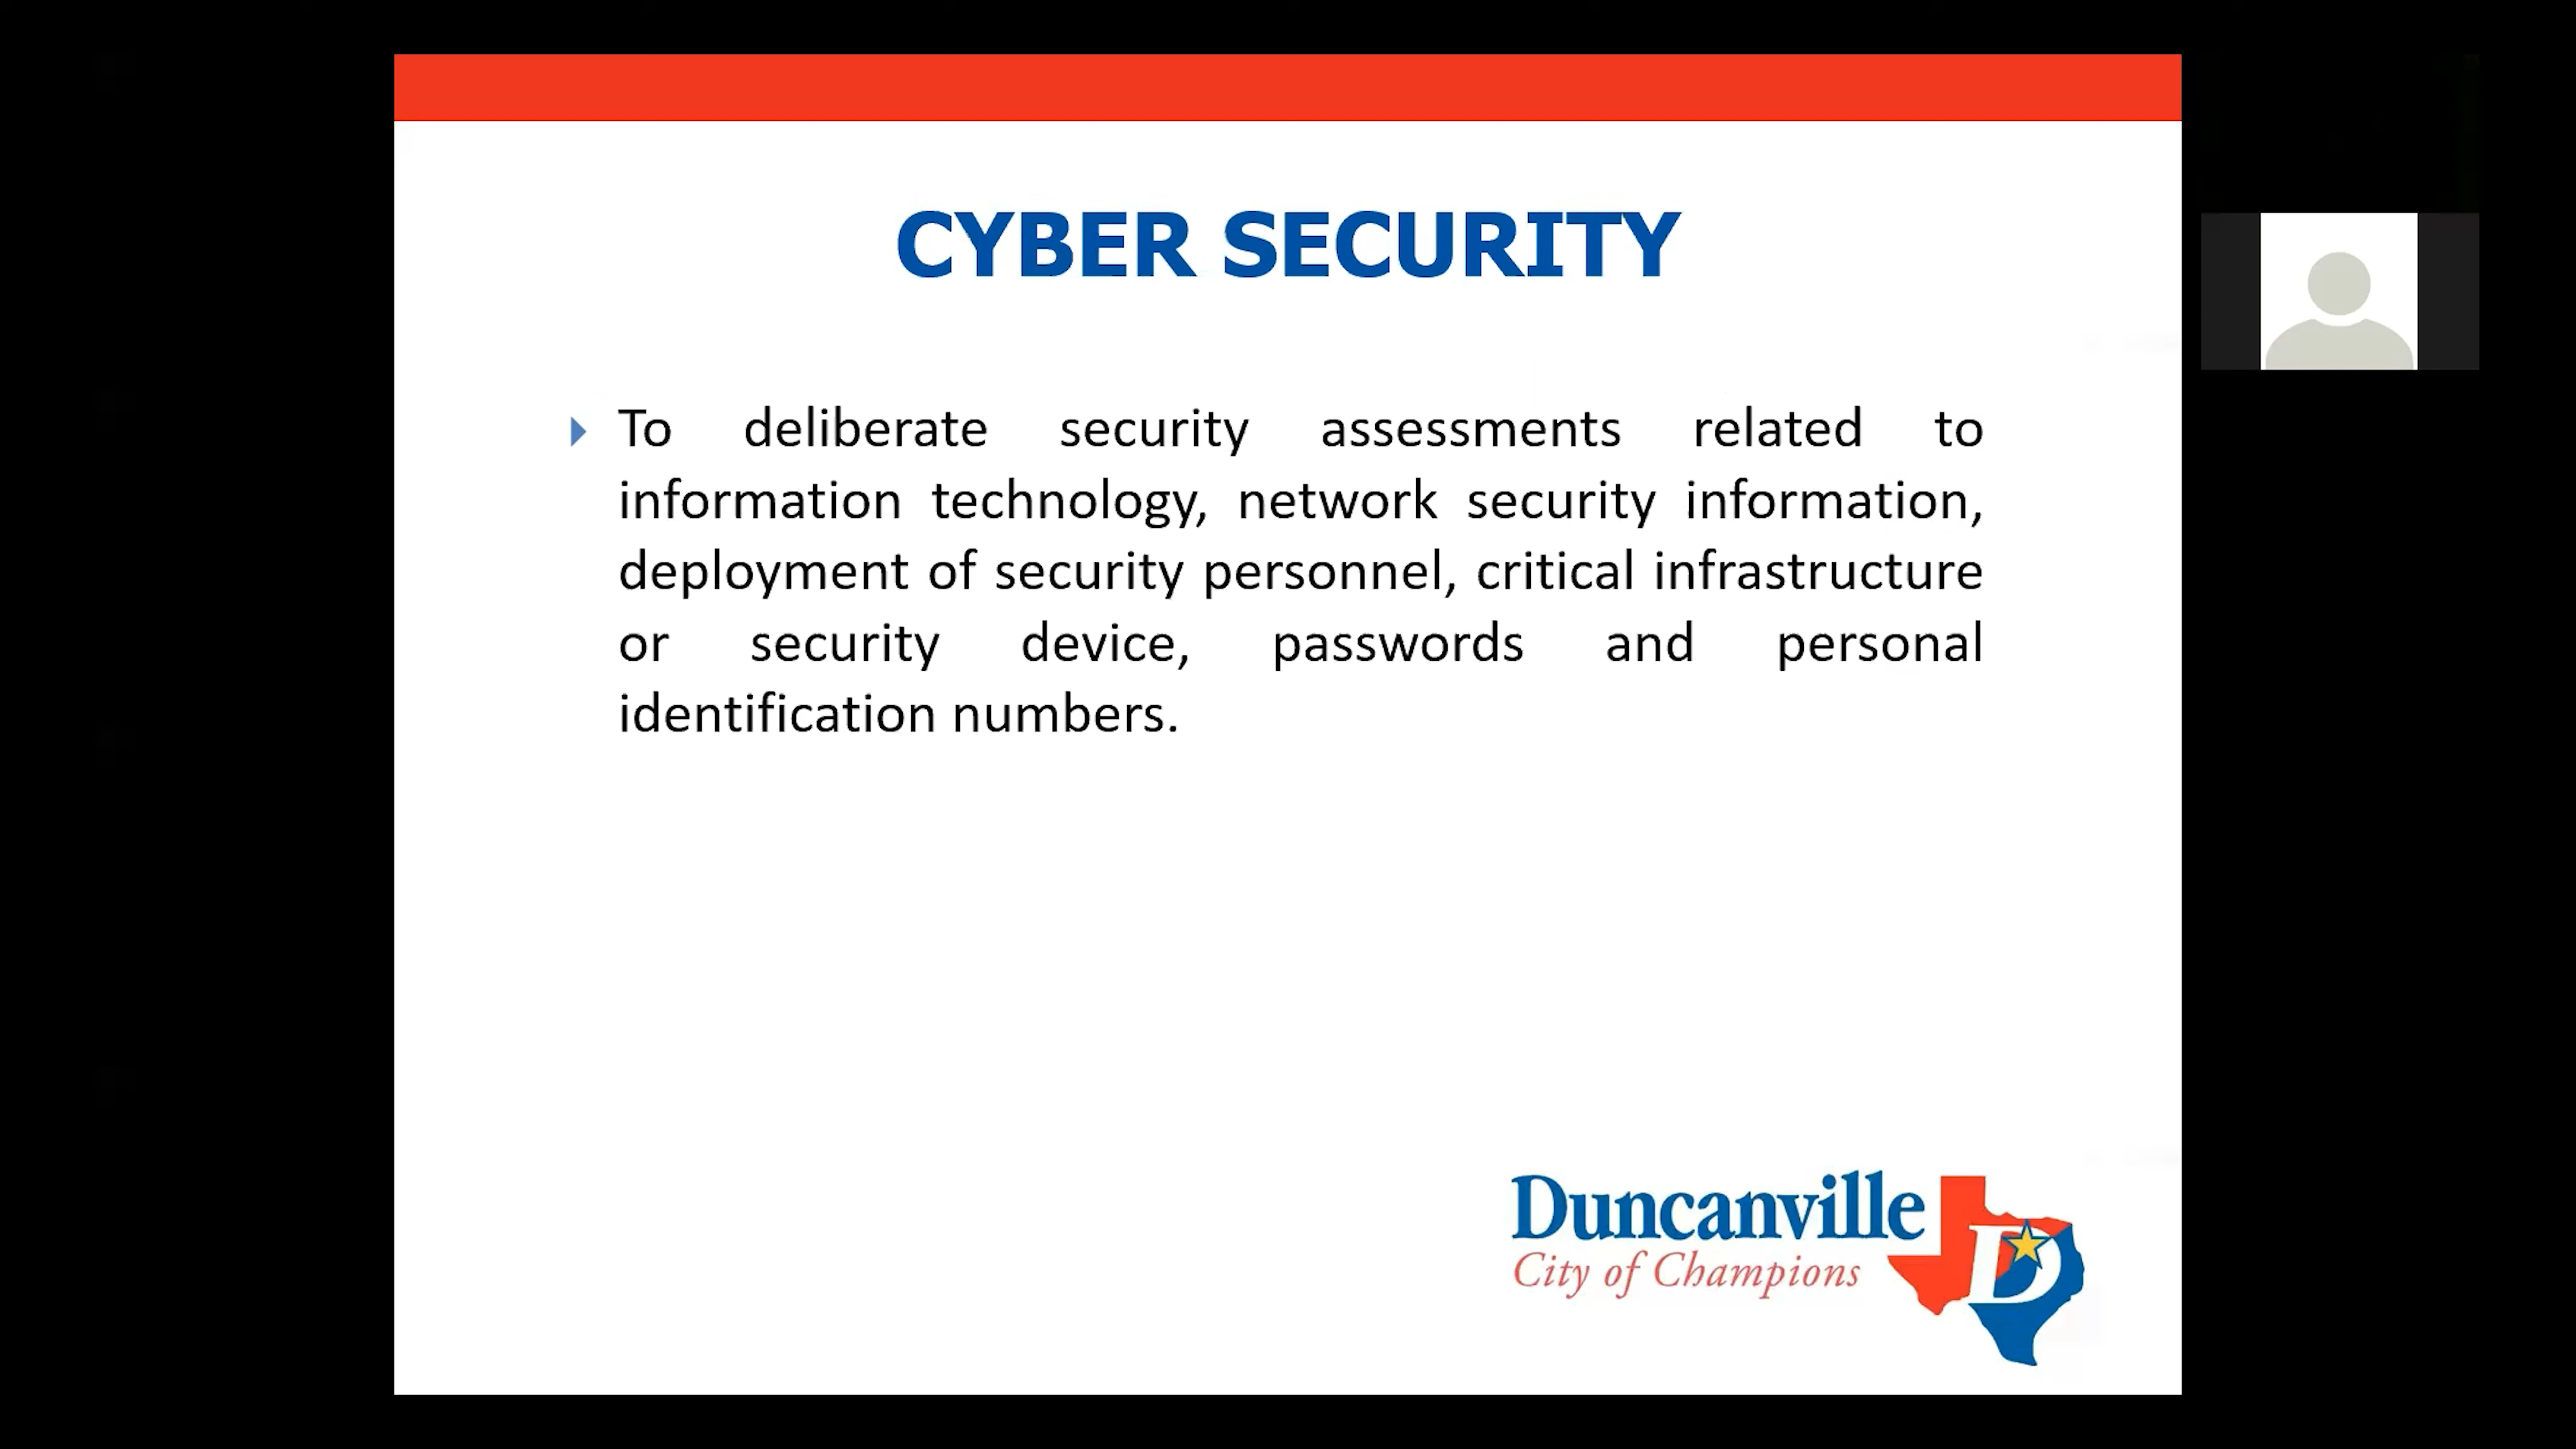 CYBER SECURITY
To deliberate security assessments related to
information technology, network security information,
deployment of security personnel, critical infrastructure
or security device, passwords and personal
identification numbers.
Duncanville
City of Champions
D